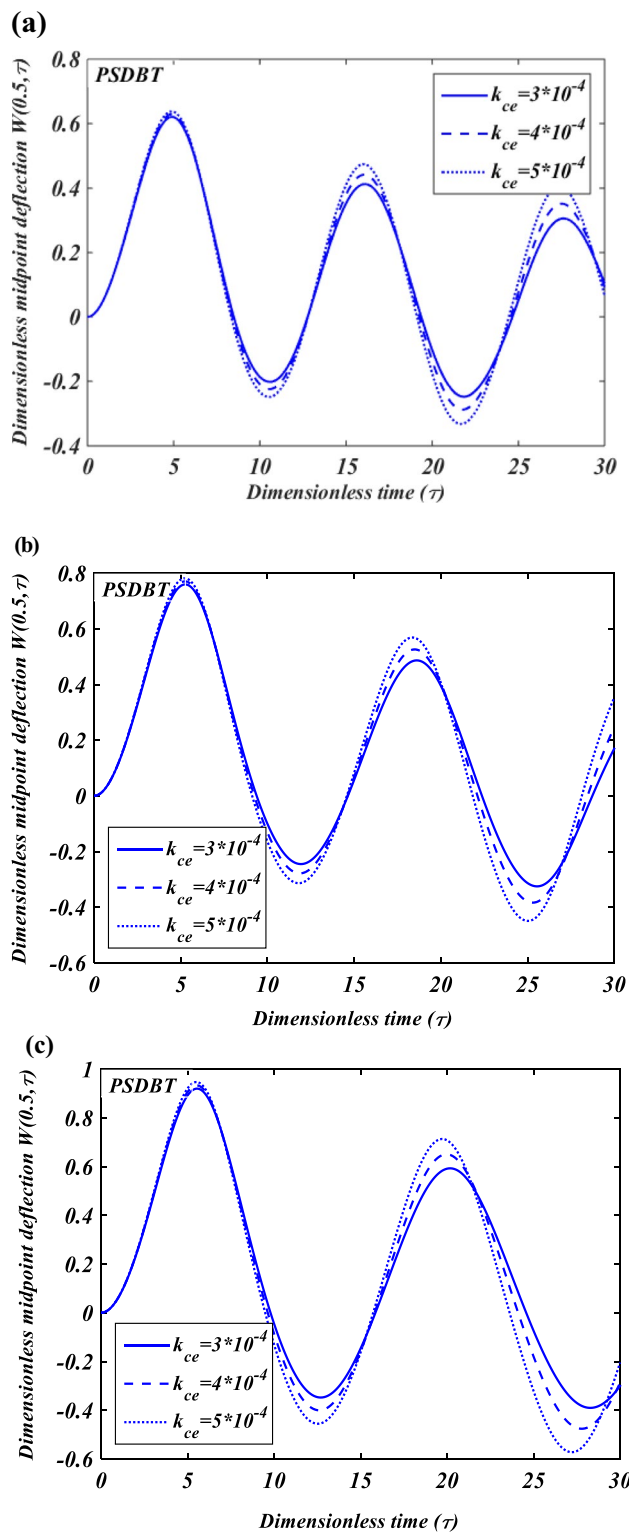 (a)
PSDBT
k_ce=3*10^-4
k_ce=4*10^-4
k_ce=5*10^-4
Dimensionless midpoint deflection W(0.5,τ)
0.8
0.6
0.4
0.2
0
-0.2
-0.4
0 5 10 15 20 25 30
Dimensionless time (τ)
(b)
PSDBT
k_ce=3*10^-4
k_ce=4*10^-4
k_ce=5*10^-4
Dimensionless midpoint deflection W(0.5,τ)
0.8
0.6
0.4
0.2
0
-0.2
-0.4
-0.6
0 5 10 15 20 25 30
Dimensionless time (τ)
(c)
PSDBT
k_ce=3*10^-4
k_ce=4*10^-4
k_ce=5*10^-4
Dimensionless midpoint deflection W(0.5,τ)
1
0.8
0.6
0.4
0.2
0
-0.2
-0.4
-0.6
0 5 10 15 20 25 30
Dimensionless time (τ)